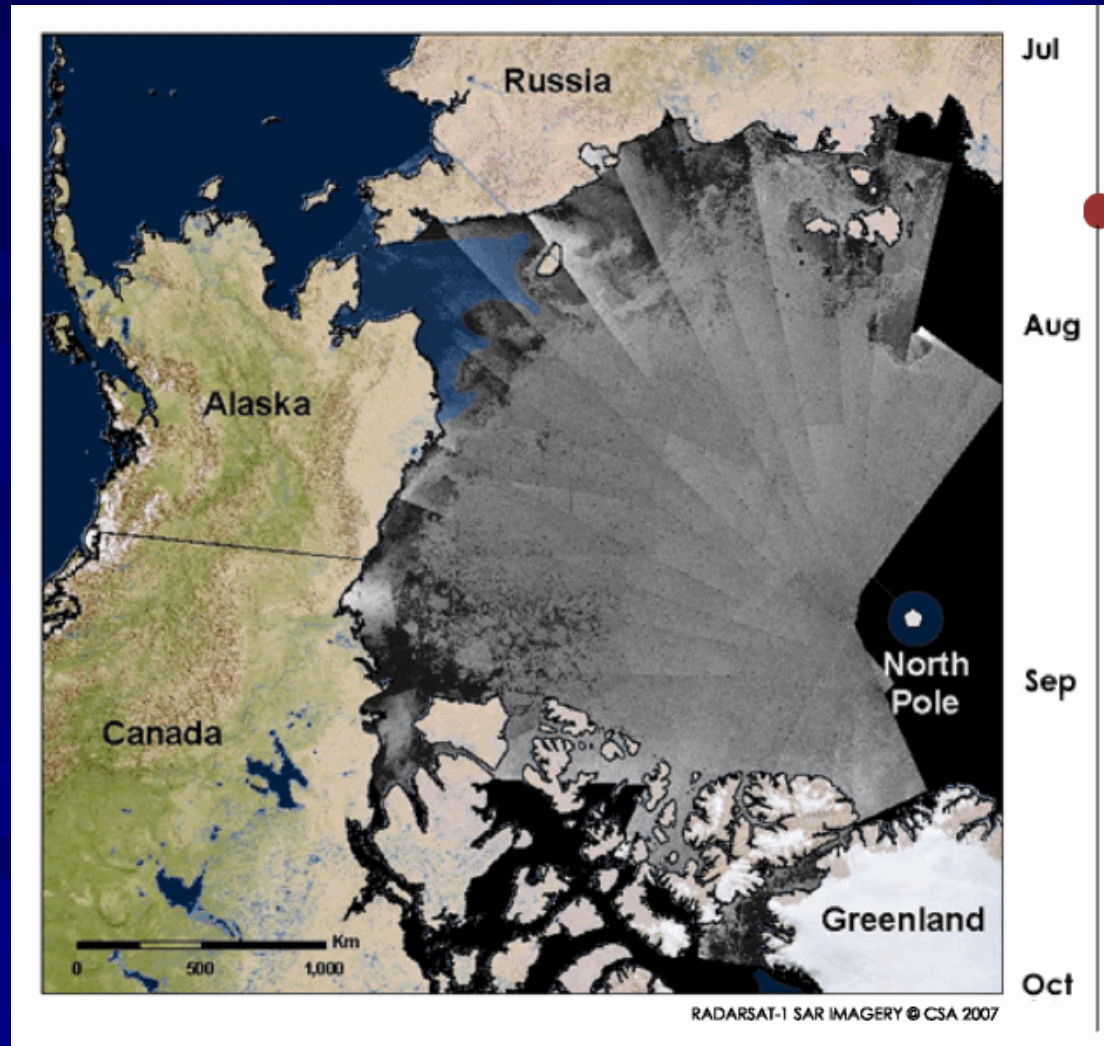 Jul
Russia
Aug
Alaska
North
Pole
Sep
Canada
Greenland
Km
0 500 1,000
Oct
RADARSAT-1 SAR IMAGERY @ CSA 2007